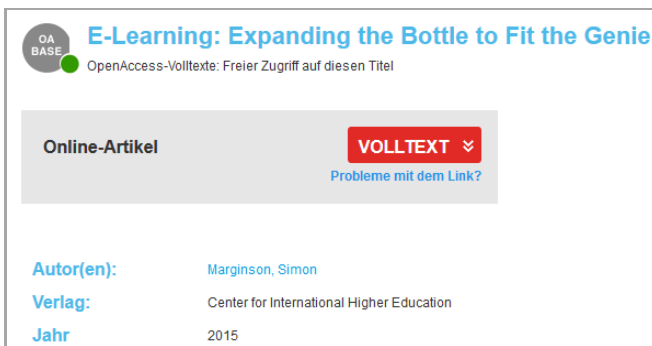 OA
BASE
E-Learning: Expanding the Bottle to Fit the Genie
OpenAccess-Volltexte: Freier Zugriff auf diesen Titel
Online-Artikel
VOLLTEXT
Probleme mit dem Link?
Autor(en): Marginson, Simon
Verlag: Center for International Higher Education
Jahr 2015